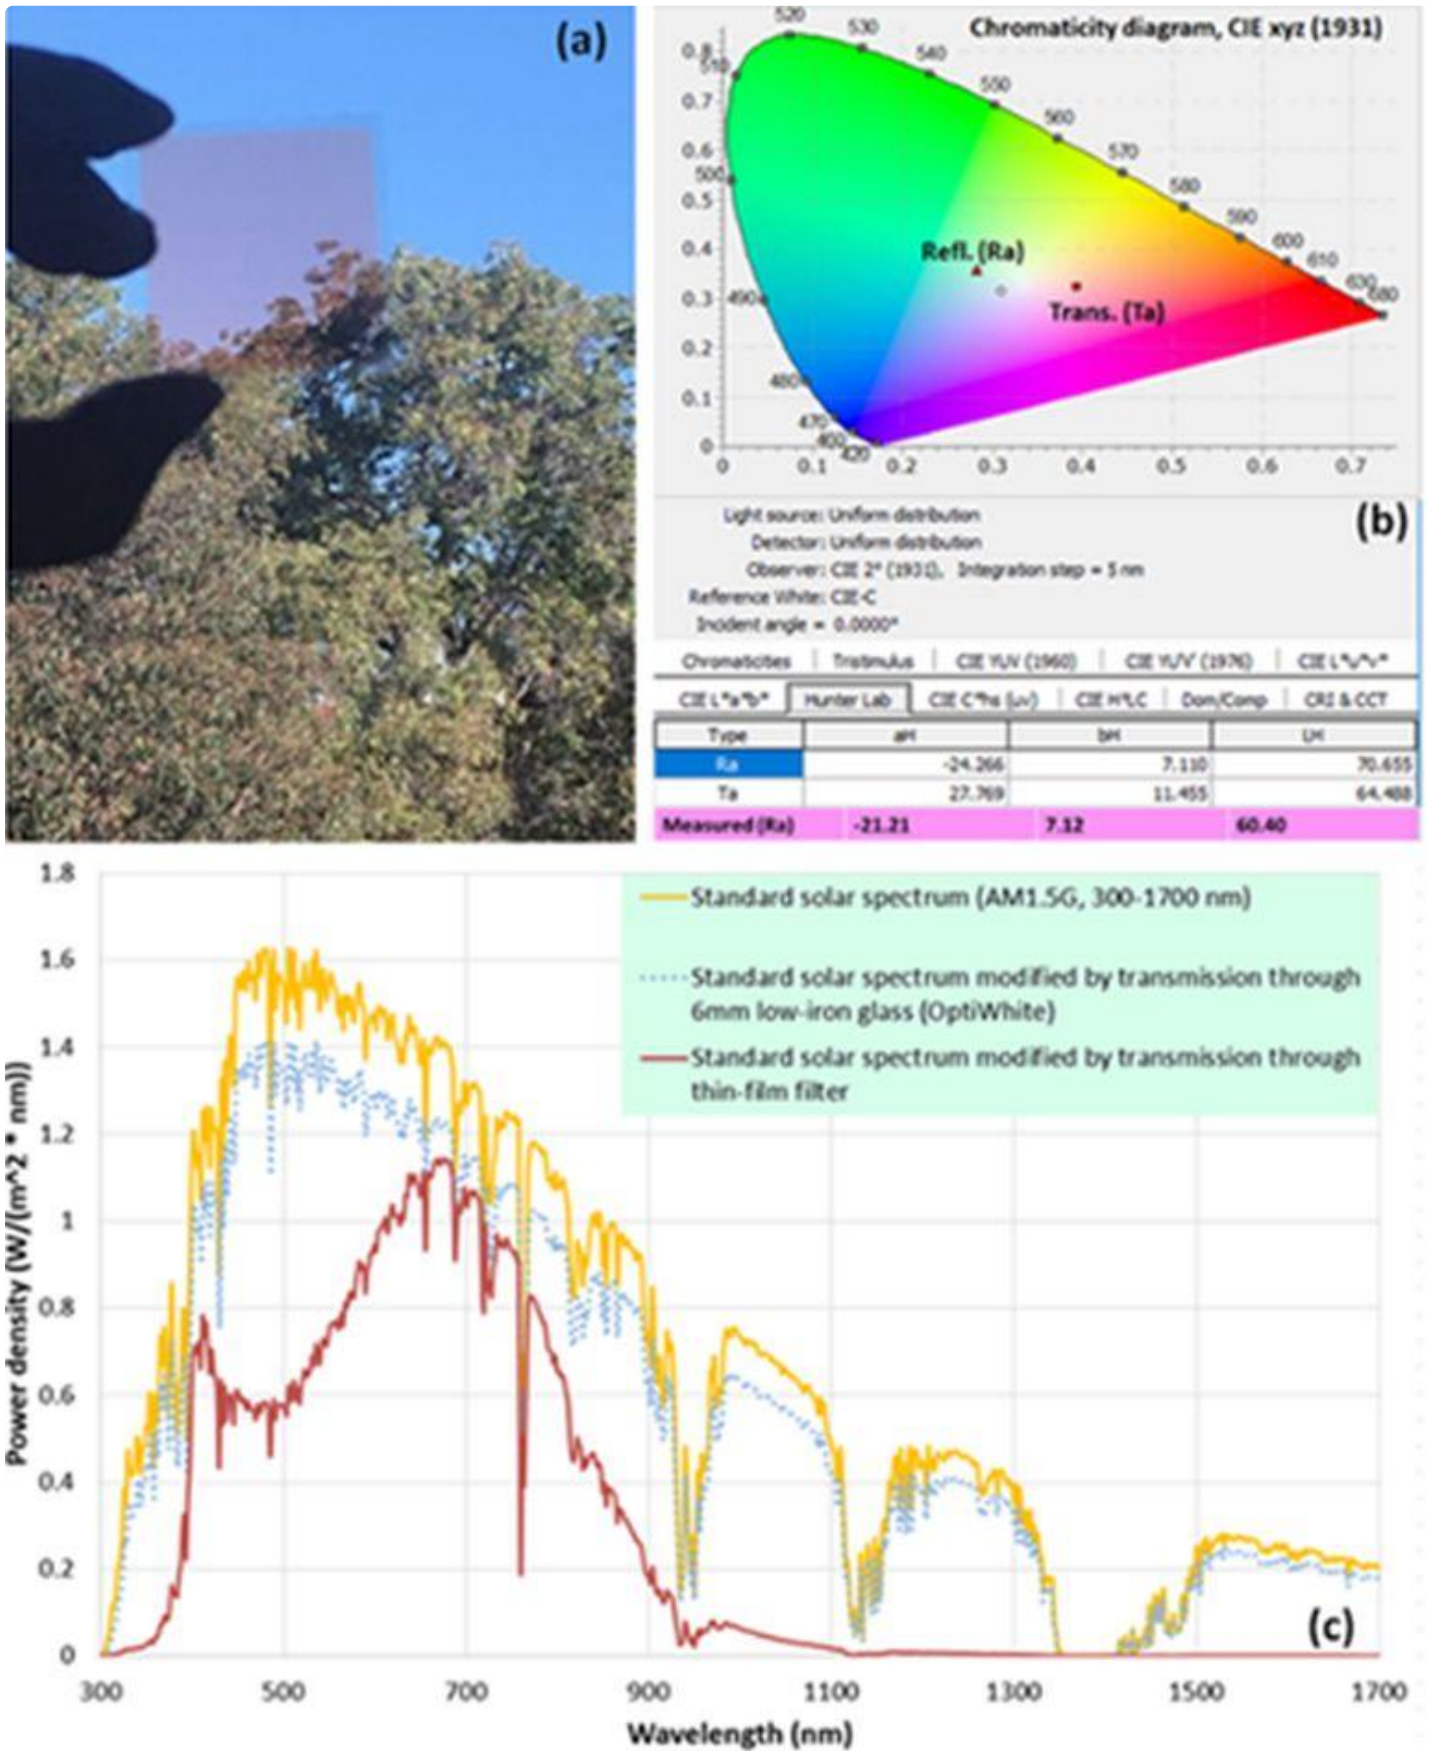 (a)
Chromaticity diagram, CIE xyz (1931)
520
530
540
550
560
570
580
590
600
610
630
680
510
500
490
480
470
400
420
0.8
0.7
0.6
0.5
0.4
0.3
0.2
0.1
0
0 0.1 0.2 0.3 0.4 0.5 0.6 0.7
Refl. (Ra)
Trans. (Ta)
(b)
Light source: Uniform distribution
Detector: Uniform distribution
Observer: CIE 2° (1931), Integration step = 5 nm
Reference White: CIE-C
Incident angle = 0.0000°
Chromaticities Tristimulus CIE YUV (1960) CIE YU'V' (1976) CIE L*u*v*
CIE L*a*b* Hunter Lab CIE C*hs (uv) CIE H*LC Dom/Comp CRI & CCT
Type aH bH LH
Ra -24.266 7.110 70.655
Ta 27.769 11.455 64.488
Measured (Ra) -21.21 7.12 60.40
1.8
1.6
1.4
1.2
1
0.8
0.6
0.4
0.2
0
Power density (W/(m^2 * nm))
Standard solar spectrum (AM1.5G, 300-1700 nm)
Standard solar spectrum modified by transmission through
6mm low-iron glass (OptiWhite)
Standard solar spectrum modified by transmission through
thin-film filter
(c)
300 500 700 900 1100 1300 1500 1700
Wavelength (nm)